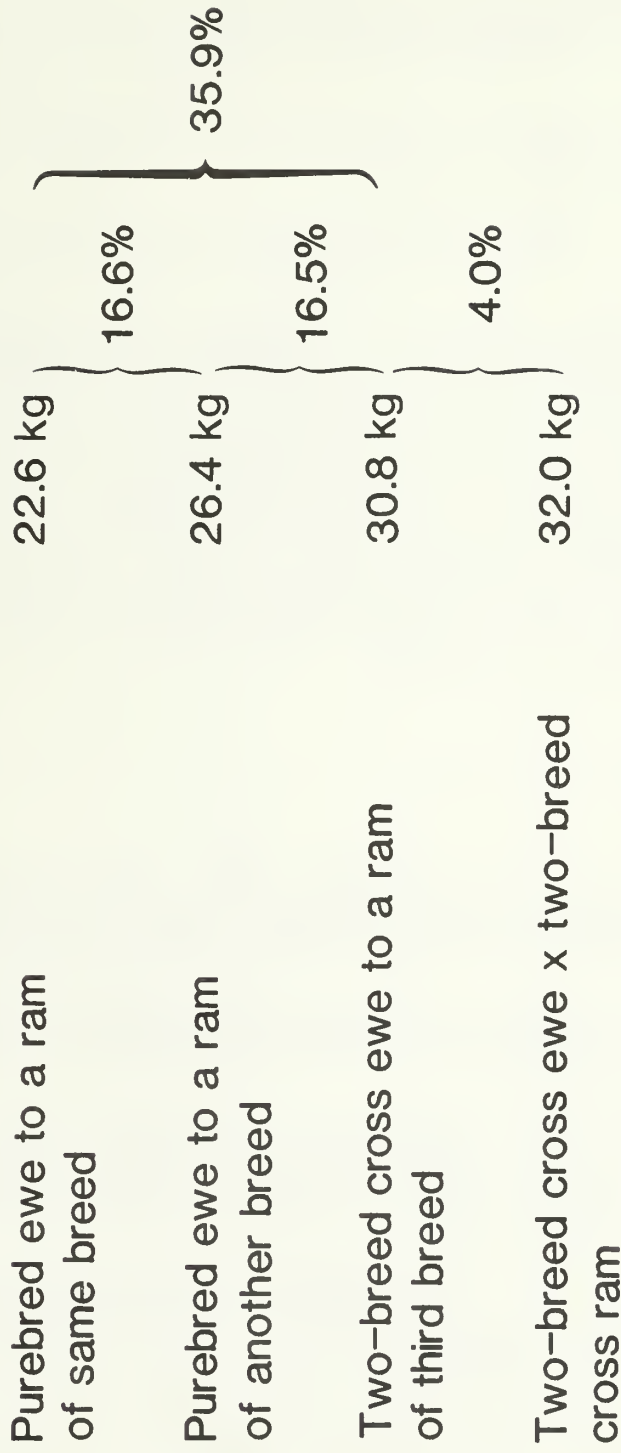 Purebred ewe to a ram
of same breed
22.6 kg
16.6%
Purebred ewe to a ram
of another breed
26.4 kg
35.9%
16.5%
Two-breed cross ewe to a ram
of third breed
30.8 kg
4.0%
Two-breed cross ewe x two-breed
cross ram
32.0 kg